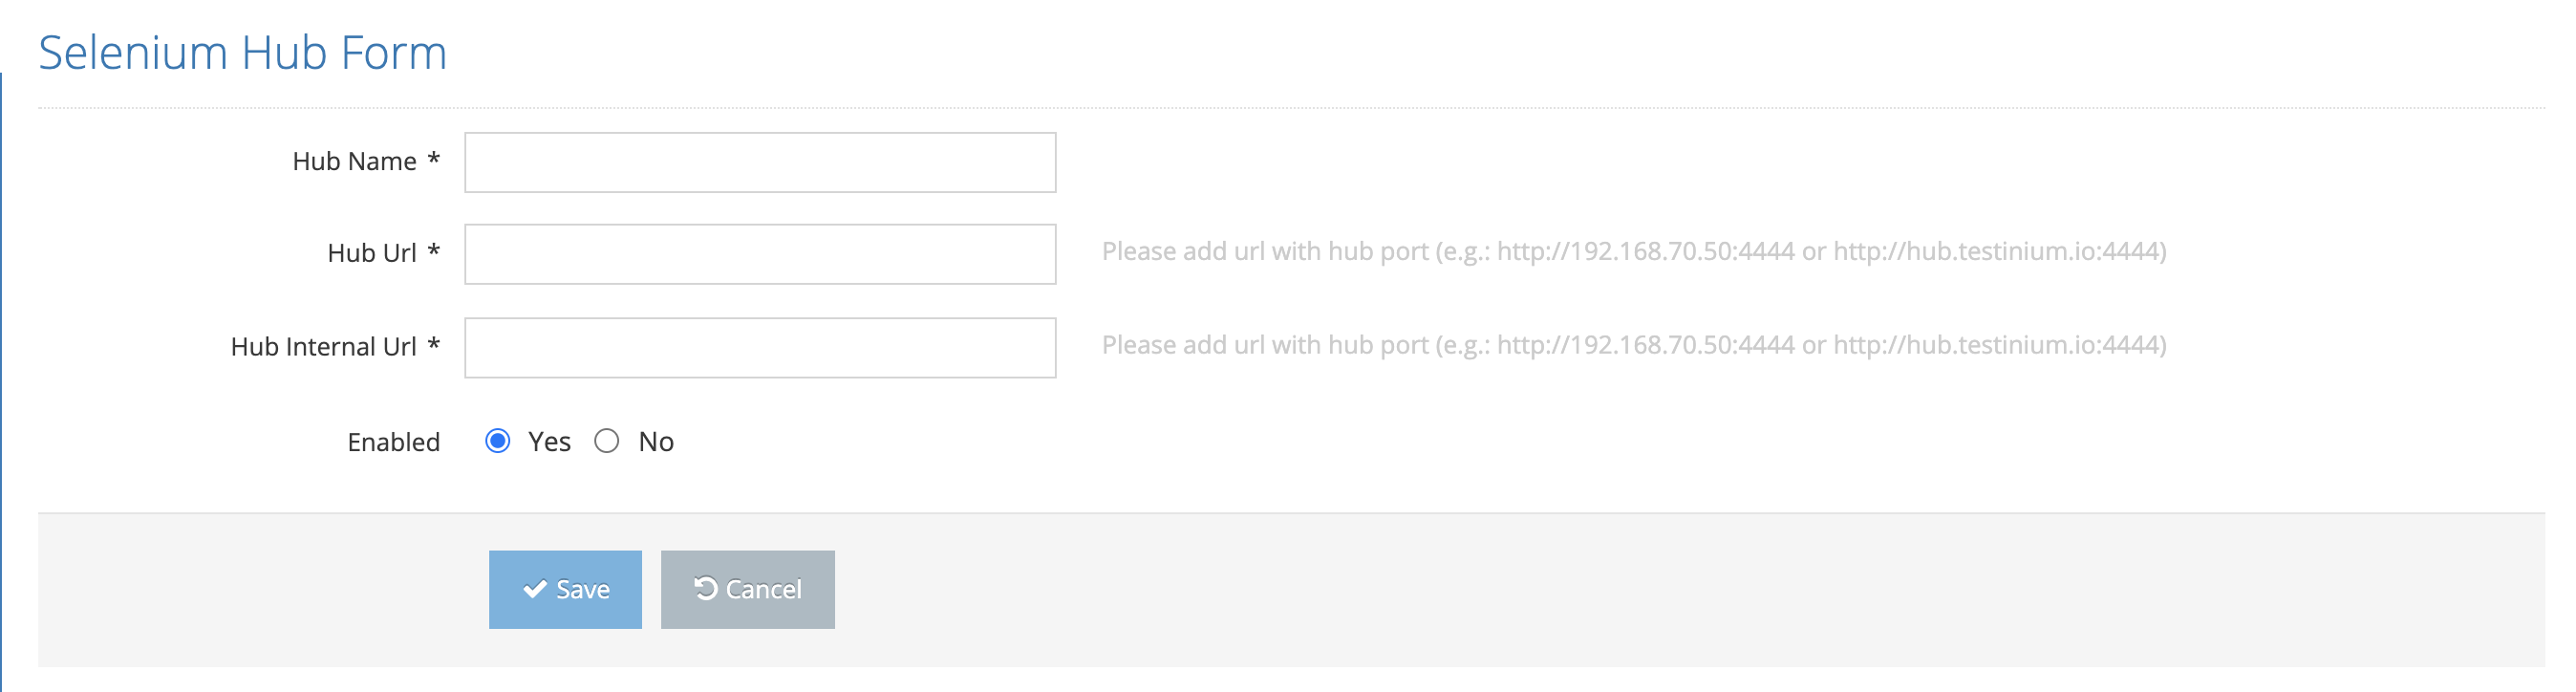 Selenium Hub Form
Hub Name *
Hub Url *
Please add url with hub port (e.g.: http://192.168.70.50:4444 or http://hub.testinium.io:4444)
Hub Internal Url *
Please add url with hub port (e.g.: http://192.168.70.50:4444 or http://hub.testinium.io:4444)
Enabled Yes No
Save Cancel